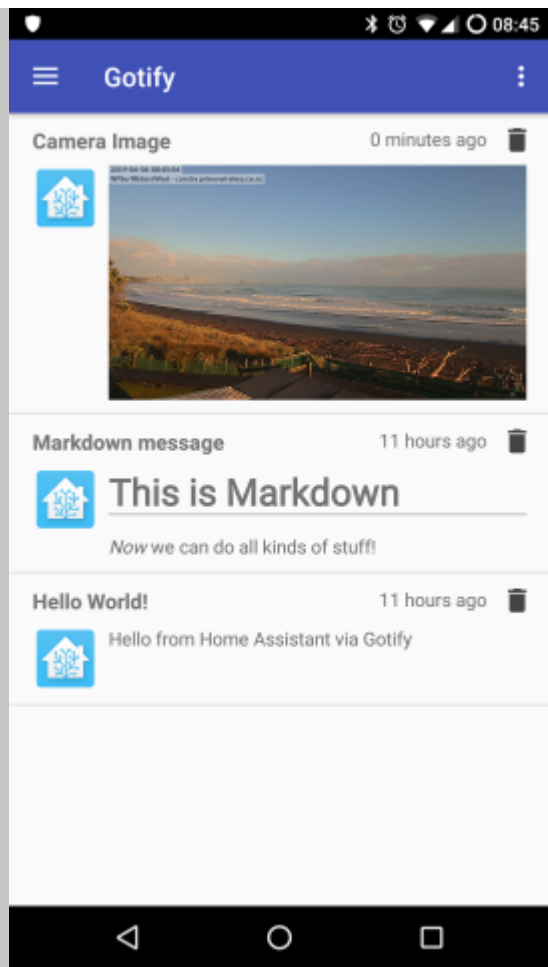 08:45
Gotify
Camera Image
0 minutes ago
Markdown message
11 hours ago
This is Markdown
Now we can do all kinds of stuff!
Hello World!
11 hours ago
Hello from Home Assistant via Gotify